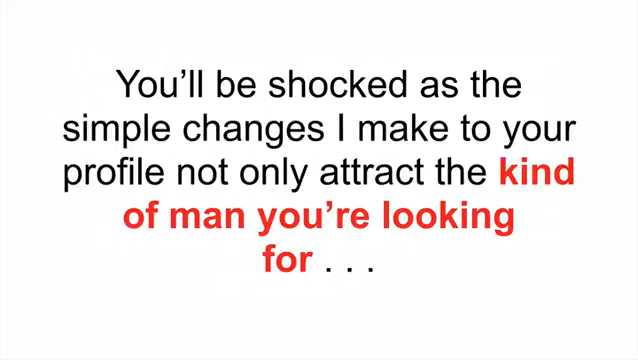 You’ll be shocked as the
simple changes I make to your
profile not only attract the kind
of man you’re looking
for . . .